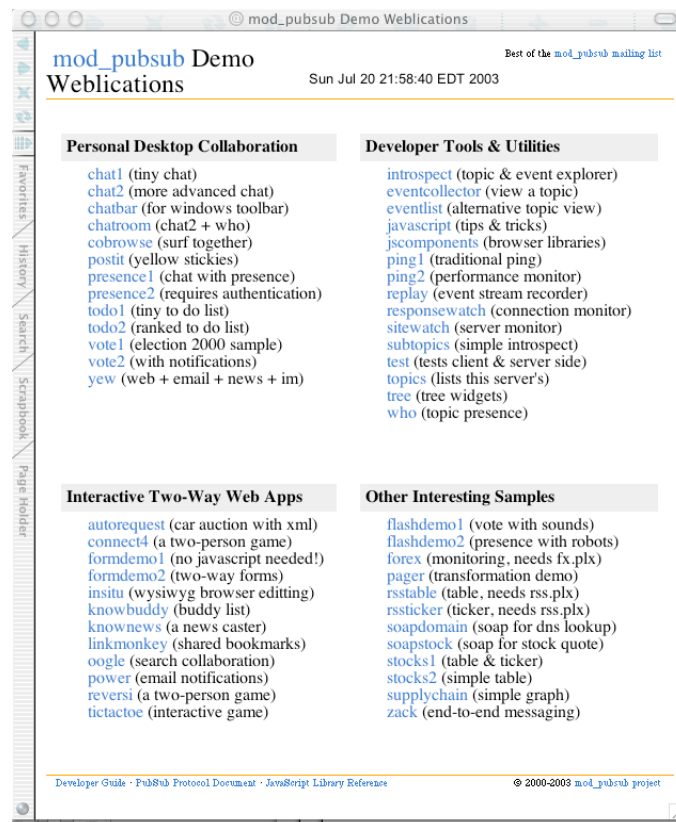 @ mod_pubsub Demo Weblications
mod_pubsub Demo
Weblications
Sun Jul 20 21:58:40 EDT 2003
Best of the mod_pubsub mailing list
Favorites
History
Search
Scrapbook
Page Holder
Personal Desktop Collaboration
chat1 (tiny chat)
chat2 (more advanced chat)
chatbar (for windows toolbar)
chatroom (chat2 + who)
cobrowse (surf together)
postit (yellow stickies)
presence1 (chat with presence)
presence2 (requires authentication)
todo1 (tiny to do list)
todo2 (ranked to do list)
vote1 (election 2000 sample)
vote2 (with notifications)
yew (web + email + news + im)
Developer Tools & Utilities
introspect (topic & event explorer)
eventcollector (view a topic)
eventlist (alternative topic view)
javascript (tips & tricks)
jscomponents (browser libraries)
ping1 (traditional ping)
ping2 (performance monitor)
replay (event stream recorder)
responsewatch (connection monitor)
sitewatch (server monitor)
subtopics (simple introspect)
test (tests client & server side)
topics (lists this server's)
tree (tree widgets)
who (topic presence)
Interactive Two-Way Web Apps
autorequest (car auction with xml)
connect4 (a two-person game)
formdemo1 (no javascript needed!)
formdemo2 (two-way forms)
insitu (wysiwyg browser editting)
knowbuddy (buddy list)
knownews (a news caster)
linkmonkey (shared bookmarks)
oogle (search collaboration)
power (email notifications)
reversi (a two-person game)
tictactoe (interactive game)
Other Interesting Samples
flashdemo1 (vote with sounds)
flashdemo2 (presence with robots)
forex (monitoring, needs fx.plx)
pager (transformation demo)
rsstable (table, needs rss.plx)
rssticker (ticker, needs rss.plx)
soapdomain (soap for dns lookup)
soapstock (soap for stock quote)
stocks1 (table & ticker)
stocks2 (simple table)
supplychain (simple graph)
zack (end-to-end messaging)
Developer Guide - PubSub Protocol Document - JavaScript Library Reference
© 2000-2003 mod_pubsub project